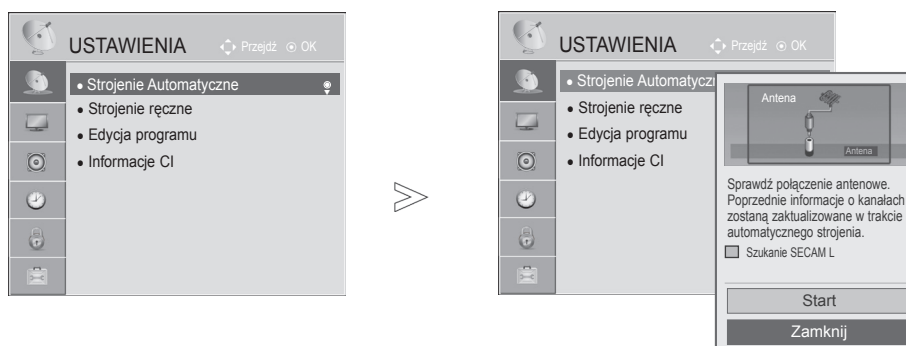 USTAWIENIA
Przejdź OK
Strojenie Automatyczne
Strojenie ręczne
Edycja programu
Informacje CI
USTAWIENIA
Przejdź OK
Strojenie Automatyczn
Strojenie ręczne
Edycja programu
Informacje CI
Antena
Antena
Sprawdź połączenie antenowe.
Poprzednie informacje o kanałach
zostaną zaktualizowane w trakcie
automatycznego strojenia.
Szukanie SECAM L
Start
Zamknij